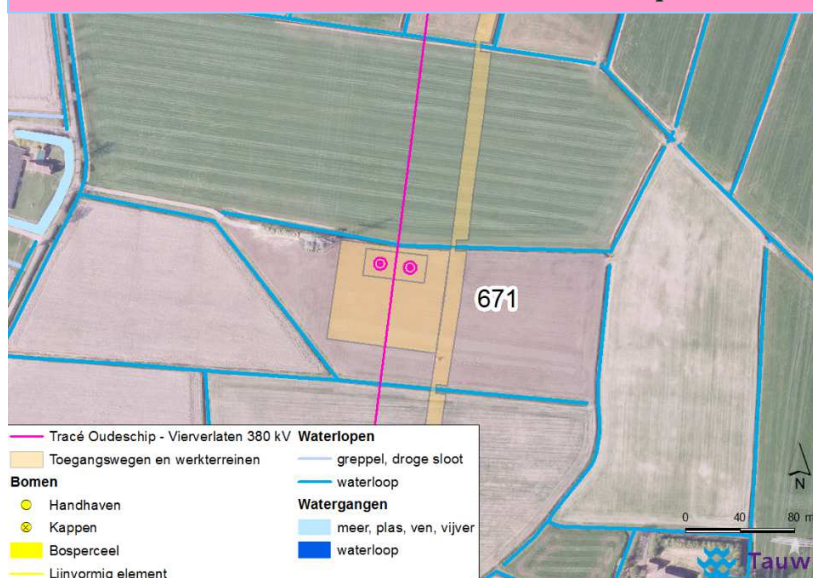 671
Tracé Oudeschip - Vierverlaten 380 kV
Toegangswegen en werkterreinen
Bomen
Handhaven
Kappen
Bosperceel
Lijnvormig element
Waterlopen
greppel, droge sloot
waterloop
Watergangen
meer, plas, ven, vijver
waterloop
N
0 40 80 m
Tauw